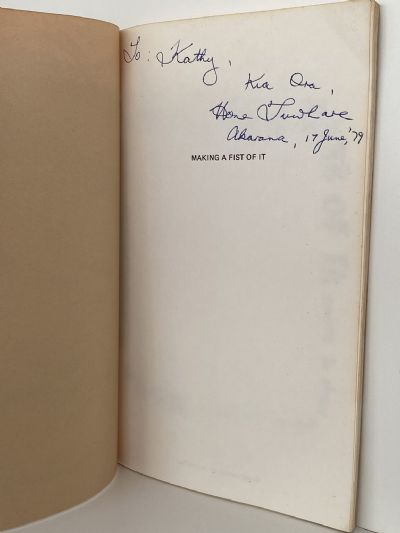 To: Kathy,
Kia Ora,
Hone Tuwhare
Akarana, 17 June, '79
MAKING A FIST OF IT